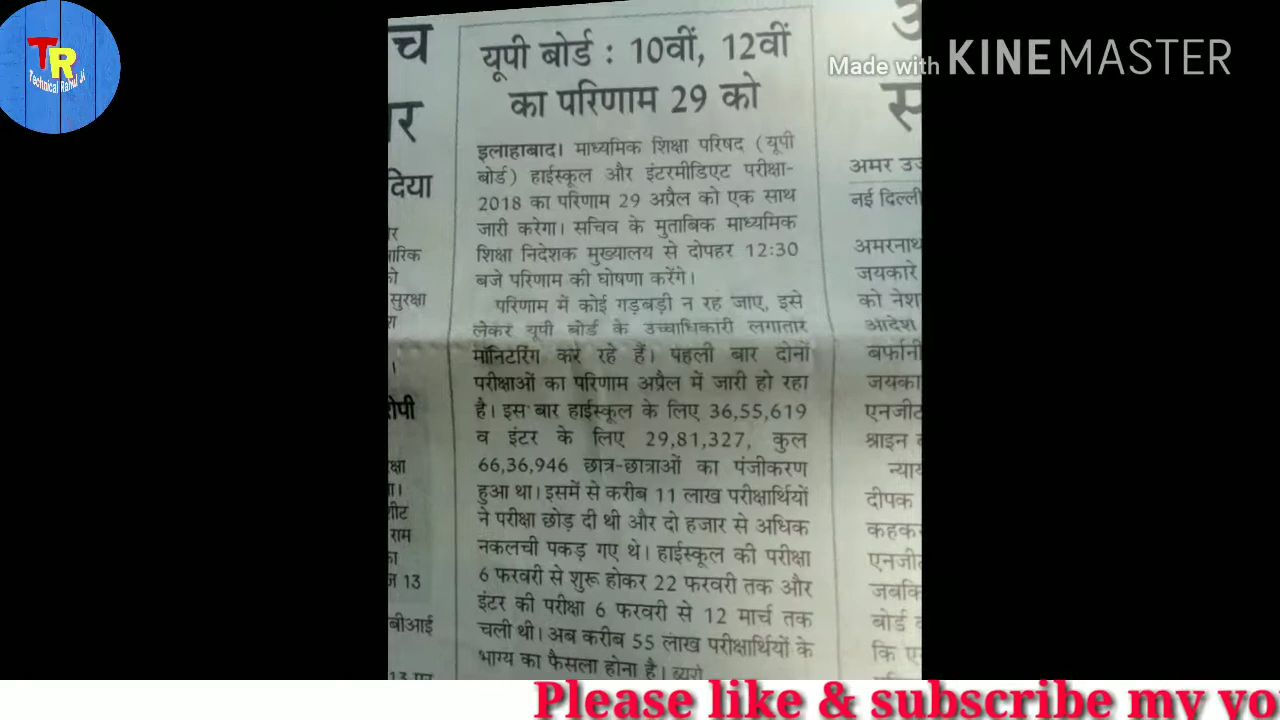 TR
Technical Rahul Ji
Made with KINEMASTER
च
र
दिया
सुरक्षा
राम
13
बीआई
यूपी बोर्ड : 10वीं, 12वीं
का परिणाम 29 को
इलाहाबाद। माध्यमिक शिक्षा परिषद (यूपी
बोर्ड) हाईस्कूल और इंटरमीडिएट परीक्षा-
2018 का परिणाम 29 अप्रैल को एक साथ
जारी करेगा। सचिव के मुताबिक माध्यमिक
शिक्षा निदेशक मुख्यालय से दोपहर 12:30
बजे परिणाम की घोषणा करेंगे।
परिणाम में कोई गड़बड़ी न रह जाए, इसे
लेकर यूपी बोर्ड के उच्चाधिकारी लगातार
मॉनिटरिंग कर रहे हैं। पहली बार दोनों
परीक्षाओं का परिणाम अप्रैल में जारी हो रहा
है। इस बार हाईस्कूल के लिए 36,55,619
व इंटर के लिए 29,81,327, कुल
66,36,946 छात्र-छात्राओं का पंजीकरण
हुआ था। इसमें से करीब 11 लाख परीक्षार्थियों
ने परीक्षा छोड़ दी थी और दो हजार से अधिक
नकलची पकड़ गए थे। हाईस्कूल की परीक्षा
6 फरवरी से शुरू होकर 22 फरवरी तक और
इंटर की परीक्षा 6 फरवरी से 12 मार्च तक
चली थी। अब करीब 55 लाख परीक्षार्थियों के
भाग्य का फैसला होना है। ब्यूरो
अमर उज
नई दिल्ली
अमरनाथ
जयकारे
को नेश
आदेश
बर्फानी
जयका
एनजीट
श्राइन
न्याय
दीपक
कहक
एनजी
जबकि
बोर्ड
कि ए
Please like & subscribe my yo